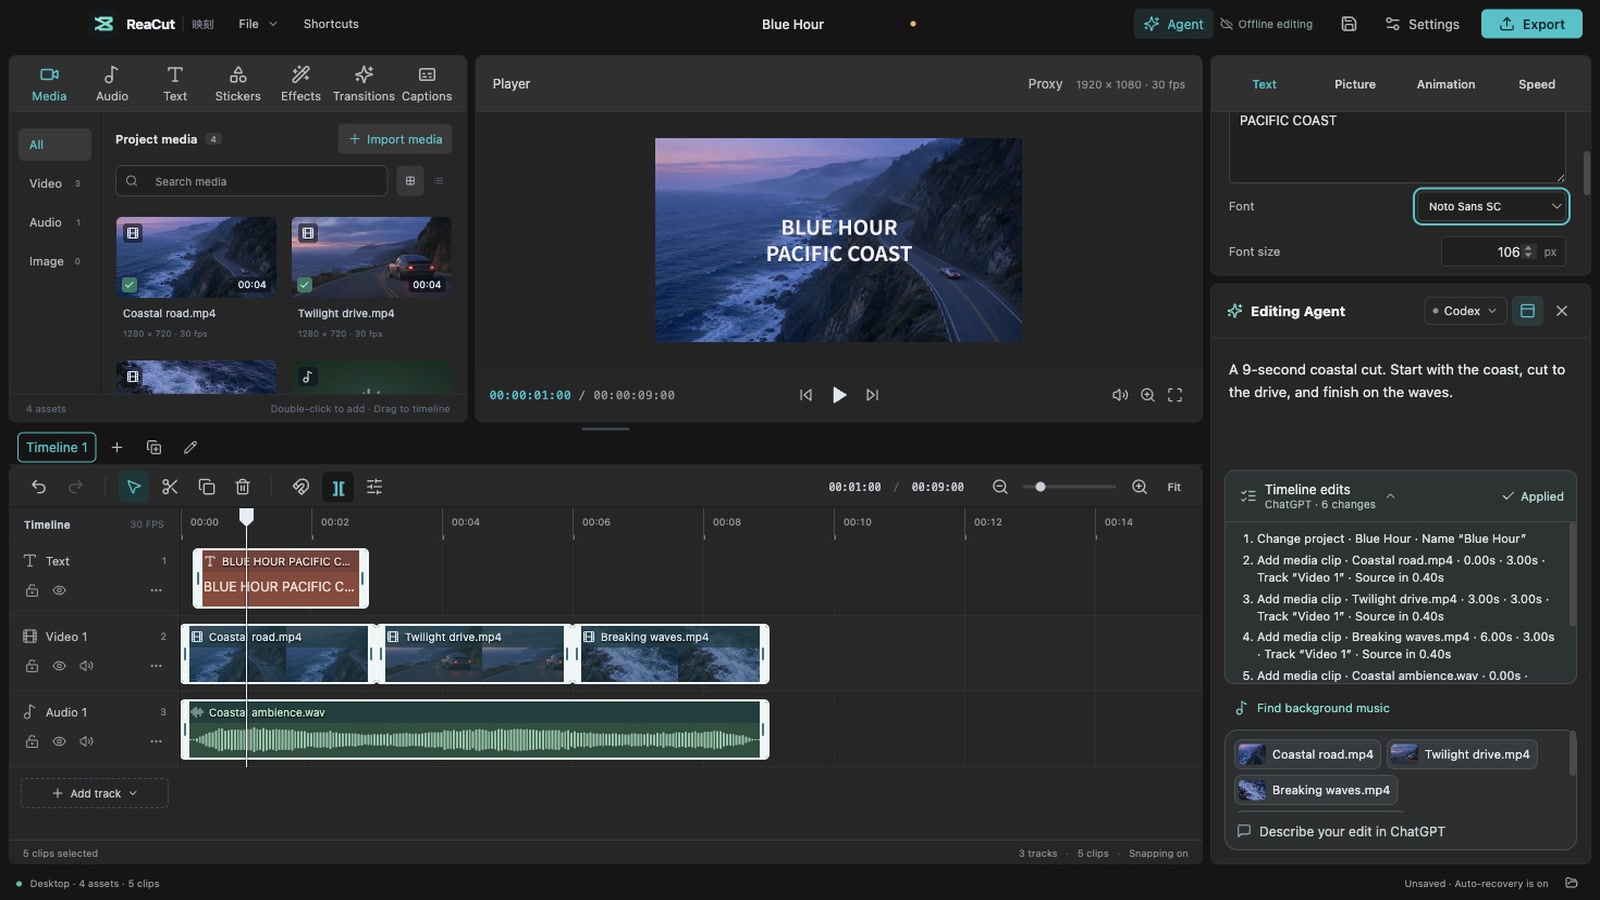 ReaCut
映刻
File
Shortcuts
Blue Hour
Agent
Offline editing
Settings
Export
Media
Audio
Text
Stickers
Effects
Transitions
Captions
All
Video 3
Audio 1
Image 0
Project media 4
Import media
Search media
00:04
00:04
Coastal road.mp4
Twilight drive.mp4
1280 × 720 · 30 fps
1280 × 720 · 30 fps
4 assets
Double-click to add · Drag to timeline
Player
Proxy 1920 × 1080 · 30 fps
BLUE HOUR
PACIFIC COAST
00:00:01:00 / 00:00:09:00
Text
Picture
Animation
Speed
PACIFIC COAST
Font
Noto Sans SC
Font size
106 px
Editing Agent
Codex
A 9-second coastal cut. Start with the coast, cut to
the drive, and finish on the waves.
Timeline edits
ChatGPT · 6 changes
Applied
1. Change project · Blue Hour · Name “Blue Hour”
2. Add media clip · Coastal road.mp4 · 0.00s · 3.00s ·
Track “Video 1” · Source in 0.40s
3. Add media clip · Twilight drive.mp4 · 3.00s · 3.00s ·
Track “Video 1” · Source in 0.40s
4. Add media clip · Breaking waves.mp4 · 6.00s · 3.00s
· Track “Video 1” · Source in 0.40s
5. Add media clip · Coastal ambience.wav · 0.00s ·
Find background music
Coastal road.mp4
Twilight drive.mp4
Breaking waves.mp4
Describe your edit in ChatGPT
Timeline 1
00:01:00 / 00:09:00
Fit
Timeline 30 FPS
00:00
00:02
00:04
00:06
00:08
00:10
00:12
00:14
Text 1
BLUE HOUR PACIFIC C...
BLUE HOUR PACIFIC C...
Video 1 2
Coastal road.mp4
Twilight drive.mp4
Breaking waves.mp4
Audio 1 3
Coastal ambience.wav
Add track
5 clips selected
3 tracks · 5 clips · Snapping on
Desktop · 4 assets · 5 clips
Unsaved · Auto-recovery is on